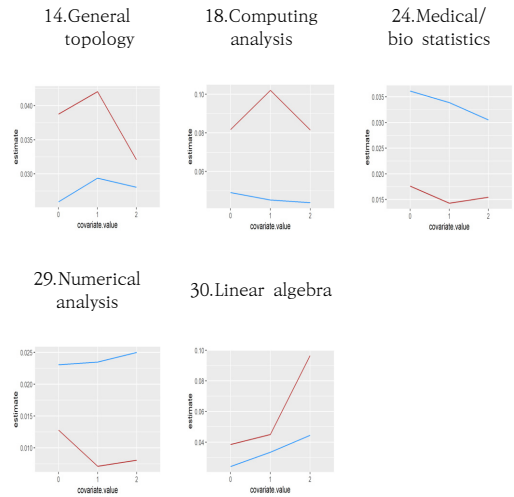 14.General
topology
18.Computing
analysis
24.Medical/
bio statistics
0.040
0.035
0.030
estimate
0 1 2
covariate.value
0.10
0.08
0.06
estimate
0 1 2
covariate.value
0.035
0.030
0.025
0.020
0.015
estimate
0 1 2
covariate.value
29.Numerical
analysis
30.Linear algebra
0.025
0.020
0.015
0.010
estimate
0 1 2
covariate.value
0.10
0.08
0.06
0.04
estimate
0 1 2
covariate.value